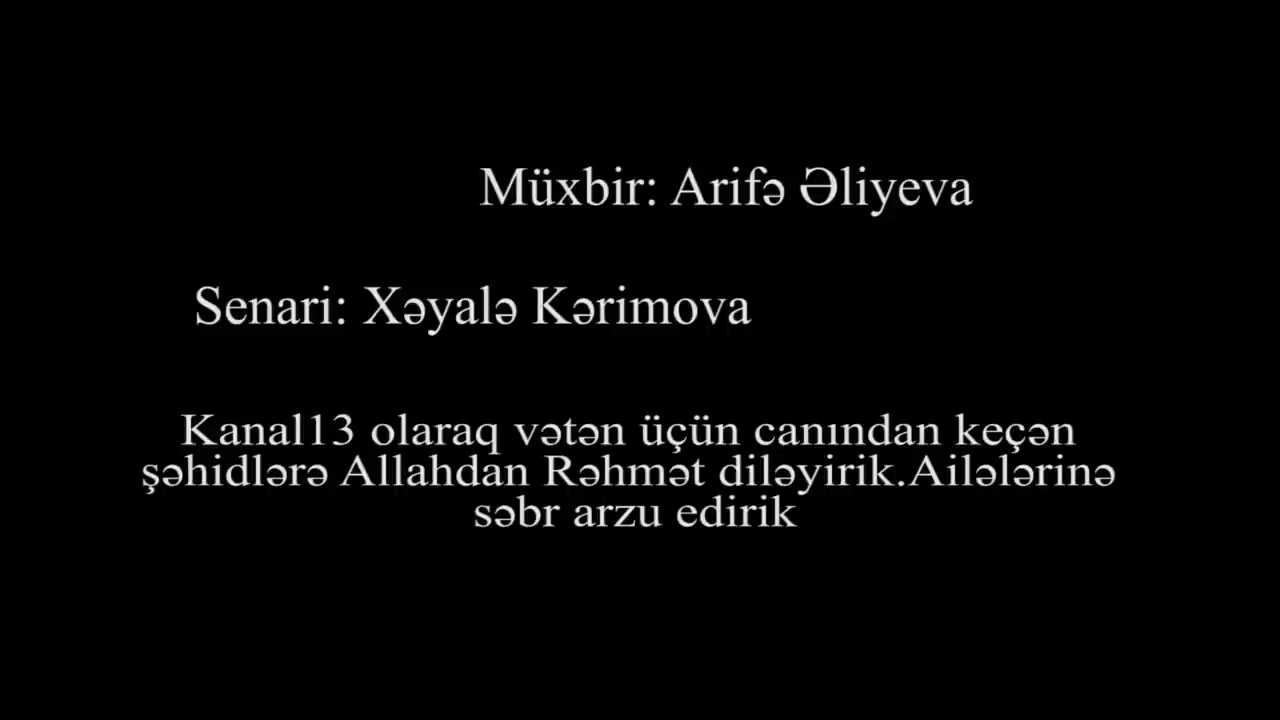 Müxbir: Arifə Əliyeva
Senari: Xəyalə Kərimova
Kanal13 olaraq vətən üçün canından keçən
şəhidlərə Allahdan Rəhmət diləyirik.Ailələrinə
səbr arzu edirik